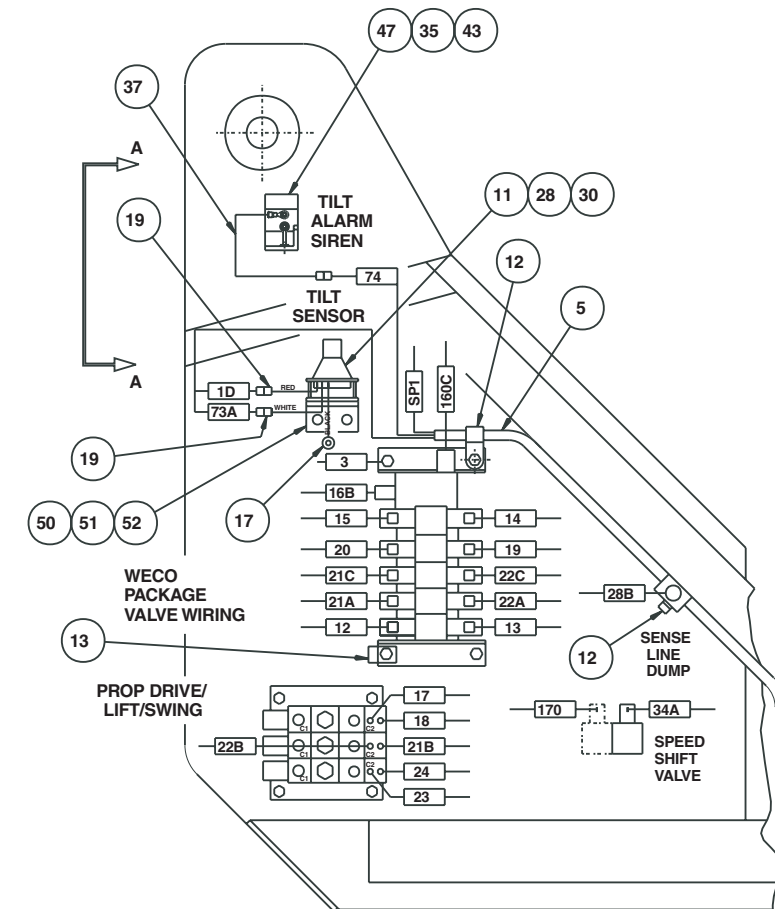 47 35 43
37
A
19
TILT
ALARM
SIREN
11 28 30
12
74
5
TILT
SENSOR
A
1D
RED
73A
WHITE
BLACK
SP1
160C
19
3
17
50 51 52
16B
15
14
20
19
21C
22C
21A
22A
12
13
WECO
PACKAGE
VALVE WIRING
28B
13
12
SENSE
LINE
DUMP
PROP DRIVE/
LIFT/SWING
17
C1
C2
18
170
34A
22B
C1
21B
SPEED
SHIFT
VALVE
C2
24
C1
23